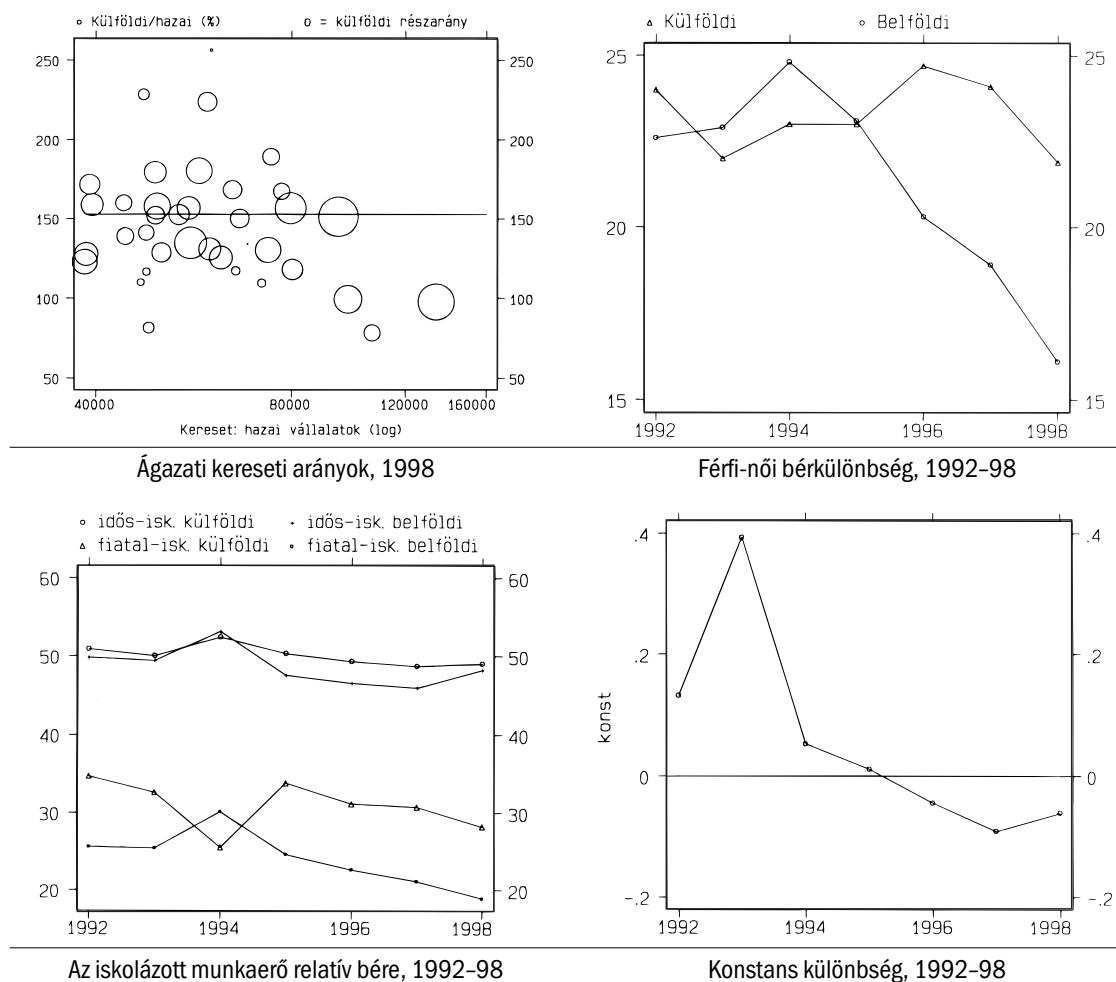 Külföldi/hazai (%)
o = külföldi részarány
250
200
150
100
50
250
200
150
100
50
40000 80000 120000 160000
Kereset: hazai vállalatok (log)
Ágazati kereseti arányok, 1998
Külföldi
Belföldi
25
20
15
25
20
15
1992 1994 1996 1998
Férfi-női bérkülönbség, 1992–98
idős-isk. külföldi
idős-isk. belföldi
fiatal-isk. külföldi
fiatal-isk. belföldi
60
50
40
30
20
60
50
40
30
20
1992 1994 1996 1998
Az iskolázott munkaerő relatív bére, 1992–98
konst
.4
.2
0
-.2
.4
.2
0
-.2
1992 1994 1996 1998
Konstans különbség, 1992–98